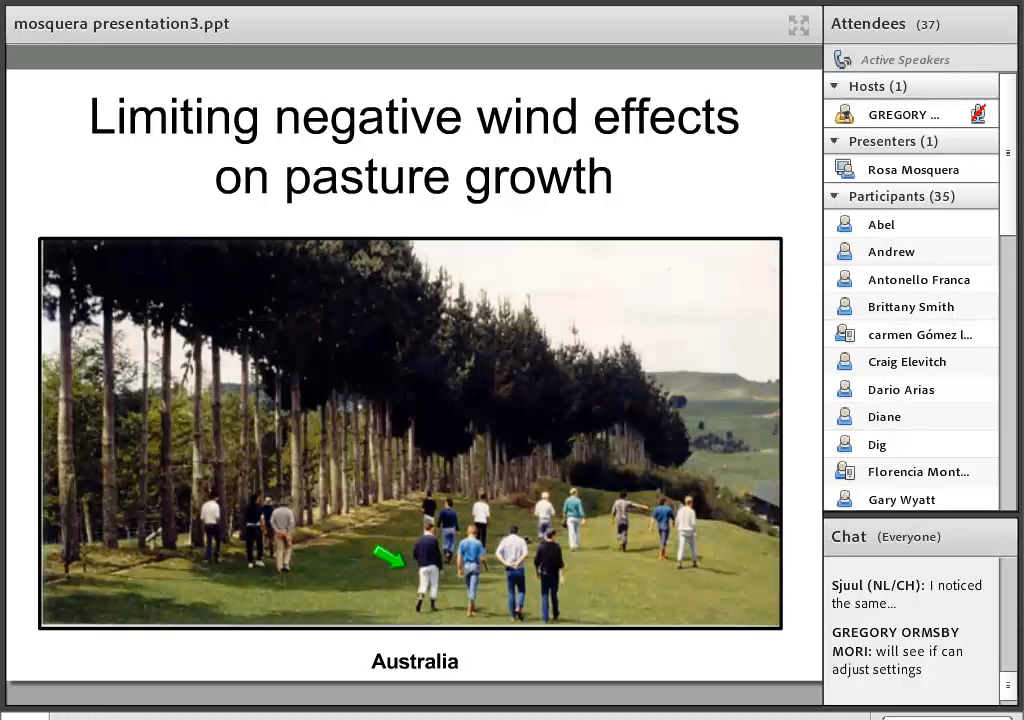 mosquera presentation3.ppt
Limiting negative wind effects
on pasture growth
Australia
Attendees (37)
Active Speakers
Hosts (1)
GREGORY ...
Presenters (1)
Rosa Mosquera
Participants (35)
Abel
Andrew
Antonello Franca
Brittany Smith
carmen Gómez l...
Craig Elevitch
Dario Arias
Diane
Dig
Florencia Mont...
Gary Wyatt
Chat (Everyone)
Sjuul (NL/CH): I noticed
the same...
GREGORY ORMSBY
MORI: will see if can
adjust settings